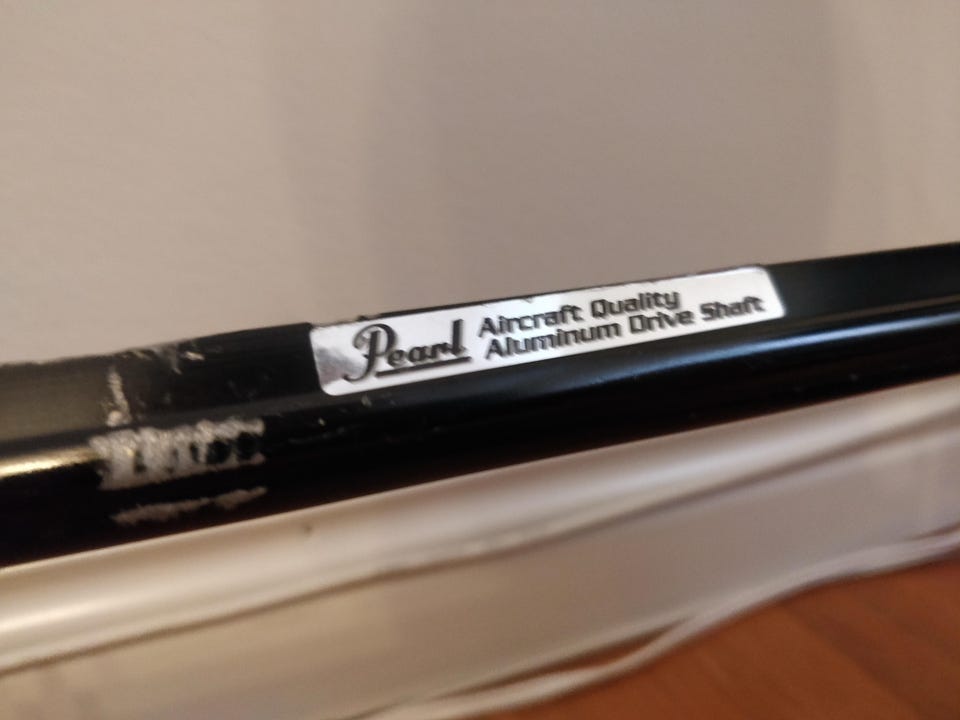 Pearl
Aircraft Quality
Aluminum Drive Shaft